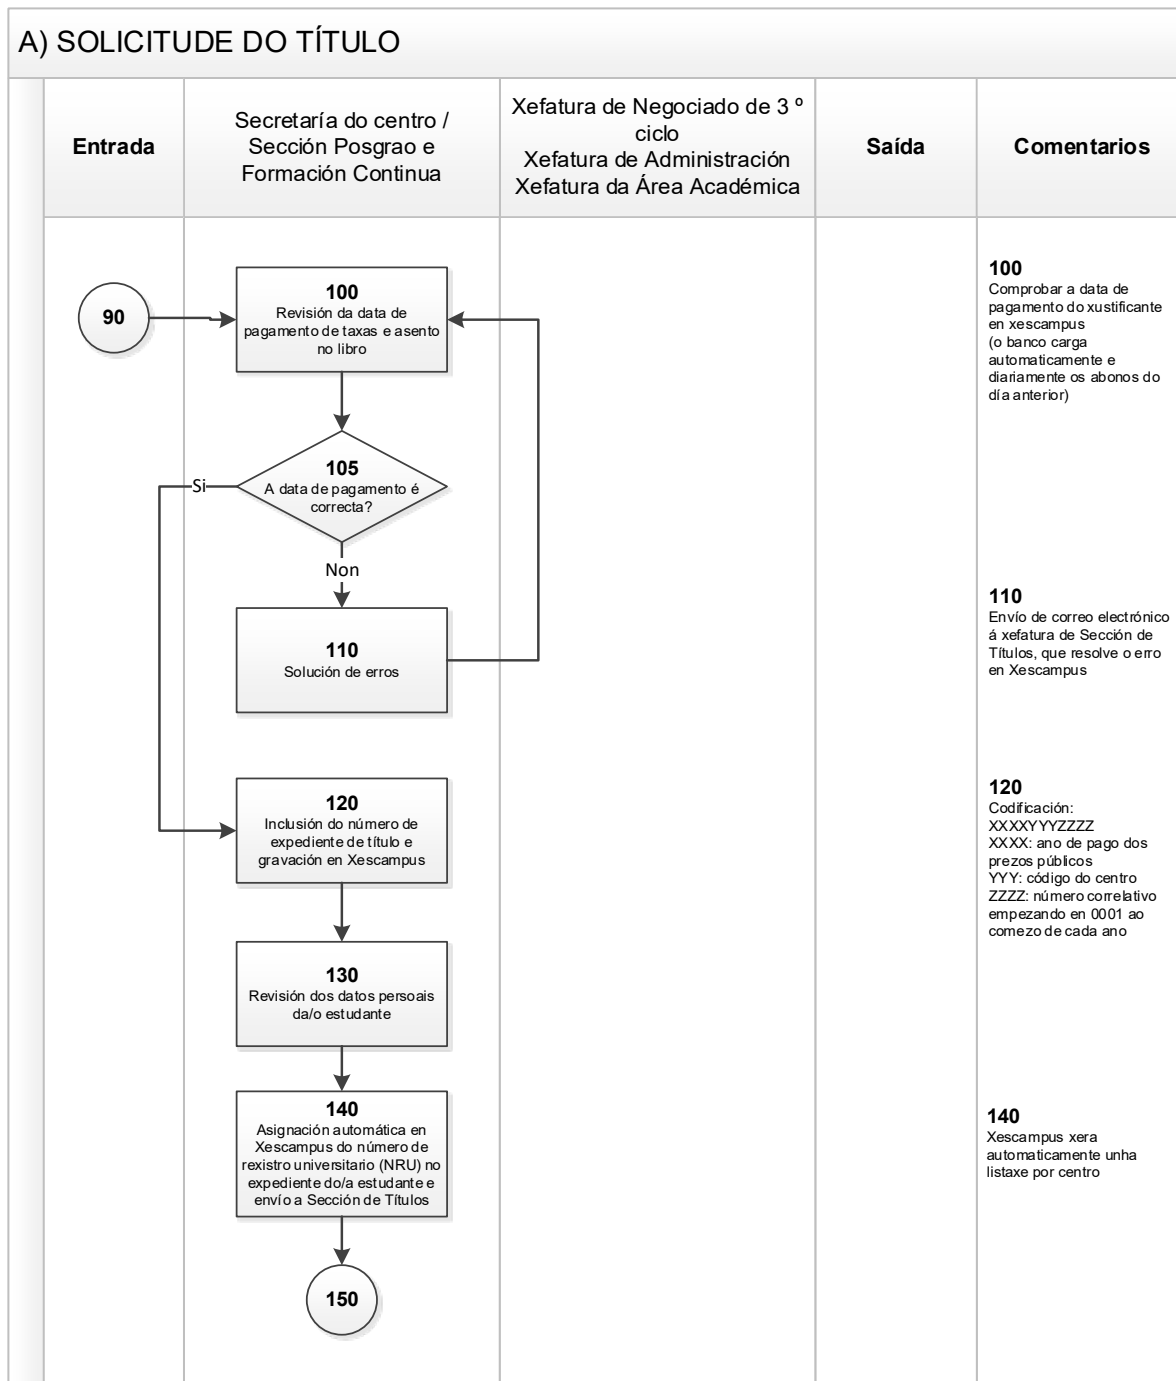 A) SOLICITUDE DO TÍTULO
Entrada
Secretaría do centro /
Sección Posgrao e
Formación Continua
Xefatura de Negociado de 3 º
ciclo
Xefatura de Administración
Xefatura da Área Académica
Saída
Comentarios
90
100
Revisión da data de
pagamento de taxas e asento
no libro
100
Comprobar a data de
pagamento do xustificante
en xescampus
(o banco carga
automaticamente e
diariamente os abonos do
día anterior)
105
A data de pagamento é
correcta?
Si
Non
110
Solución de erros
110
Envío de correo electrónico
á xefatura de Sección de
Títulos, que resolve o erro
en Xescampus
120
Inclusión do número de
expediente de título e
gravación en Xescampus
120
Codificación:
XXXXYYYZZZZ
XXXX: ano de pago dos
prezos públicos
YYY: código do centro
ZZZZ: número correlativo
empezando en 0001 ao
comezo de cada ano
130
Revisión dos datos persoais
da/o estudante
140
Asignación automática en
Xescampus do número de
rexistro universitario (NRU) no
expediente do/a estudante e
envío a Sección de Títulos
140
Xescampus xera
automaticamente unha
listaxe por centro
150